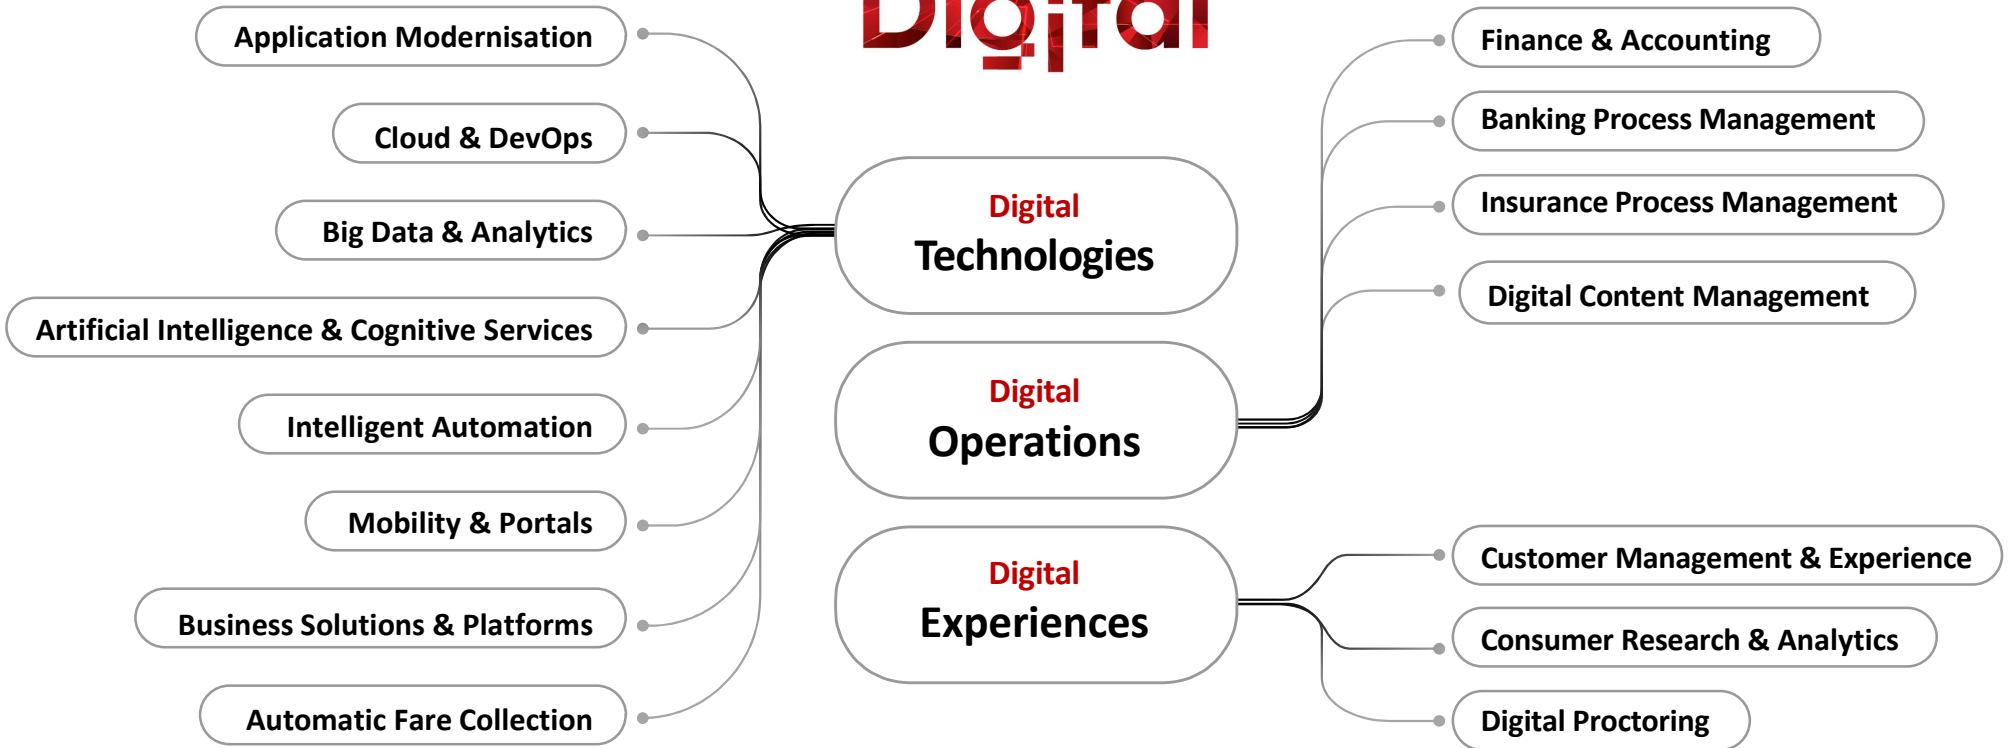 Digital
Application Modernisation
Cloud & DevOps
Big Data & Analytics
Artificial Intelligence & Cognitive Services
Intelligent Automation
Mobility & Portals
Business Solutions & Platforms
Automatic Fare Collection
Digital
Technologies
Digital
Operations
Digital
Experiences
Finance & Accounting
Banking Process Management
Insurance Process Management
Digital Content Management
Customer Management & Experience
Consumer Research & Analytics
Digital Proctoring